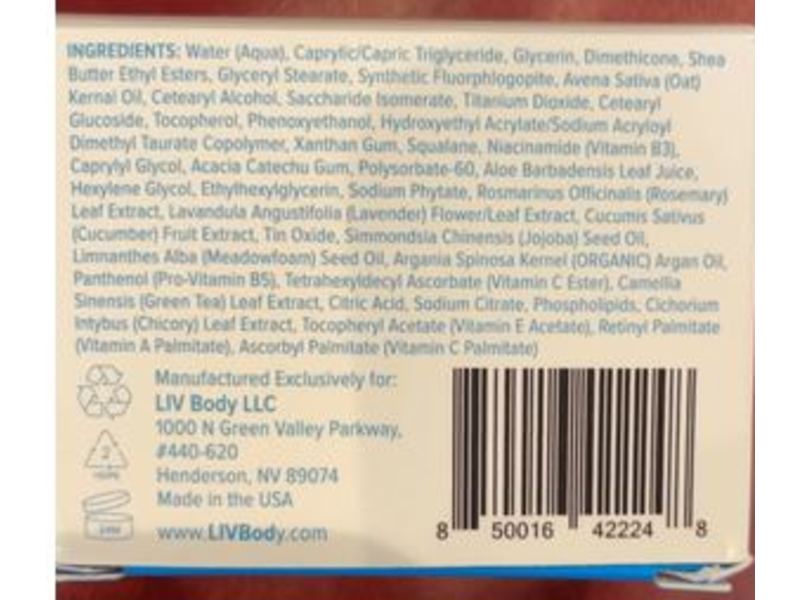 INGREDIENTS: Water (Aqua), Caprylic/Capric Triglyceride, Glycerin, Dimethicone, Shea
Butter Ethyl Esters, Glyceryl Stearate, Synthetic Fluorphlogopite, Avena Sativa (Oat)
Kernal Oil, Cetearyl Alcohol, Saccharide Isomerate, Titanium Dioxide, Cetearyl
Glucoside, Tocopherol, Phenoxyethanol, Hydroxyethyl Acrylate/Sodium Acryloyl
Dimethyl Taurate Copolymer, Xanthan Gum, Squalane, Niacinamide (Vitamin B3),
Caprylyl Glycol, Acacia Catechu Gum, Polysorbate-60, Aloe Barbadensis Leaf Juice,
Hexylene Glycol, Ethylhexylglycerin, Sodium Phytate, Rosmarinus Officinalis (Rosemary)
Leaf Extract, Lavandula Angustifolia (Lavender) Flower/Leaf Extract, Cucumis Sativus
(Cucumber) Fruit Extract, Tin Oxide, Simmondsia Chinensis (Jojoba) Seed Oil,
Limnanthes Alba (Meadowfoam) Seed Oil, Argania Spinosa Kernel (ORGANIC) Argan Oil,
Panthenol (Pro-Vitamin B5), Tetrahexyldecyl Ascorbate (Vitamin C Ester), Camellia
Sinensis (Green Tea) Leaf Extract, Citric Acid, Sodium Citrate, Phospholipids, Cichorium
Intybus (Chicory) Leaf Extract, Tocopheryl Acetate (Vitamin E Acetate), Retinyl Palmitate
(Vitamin A Palmitate), Ascorbyl Palmitate (Vitamin C Palmitate)
Manufactured Exclusively for:
LIV Body LLC
1000 N Green Valley Parkway,
#440-620
Henderson, NV 89074
Made in the USA
www.LIVBody.com
2
8 50016 42224 8